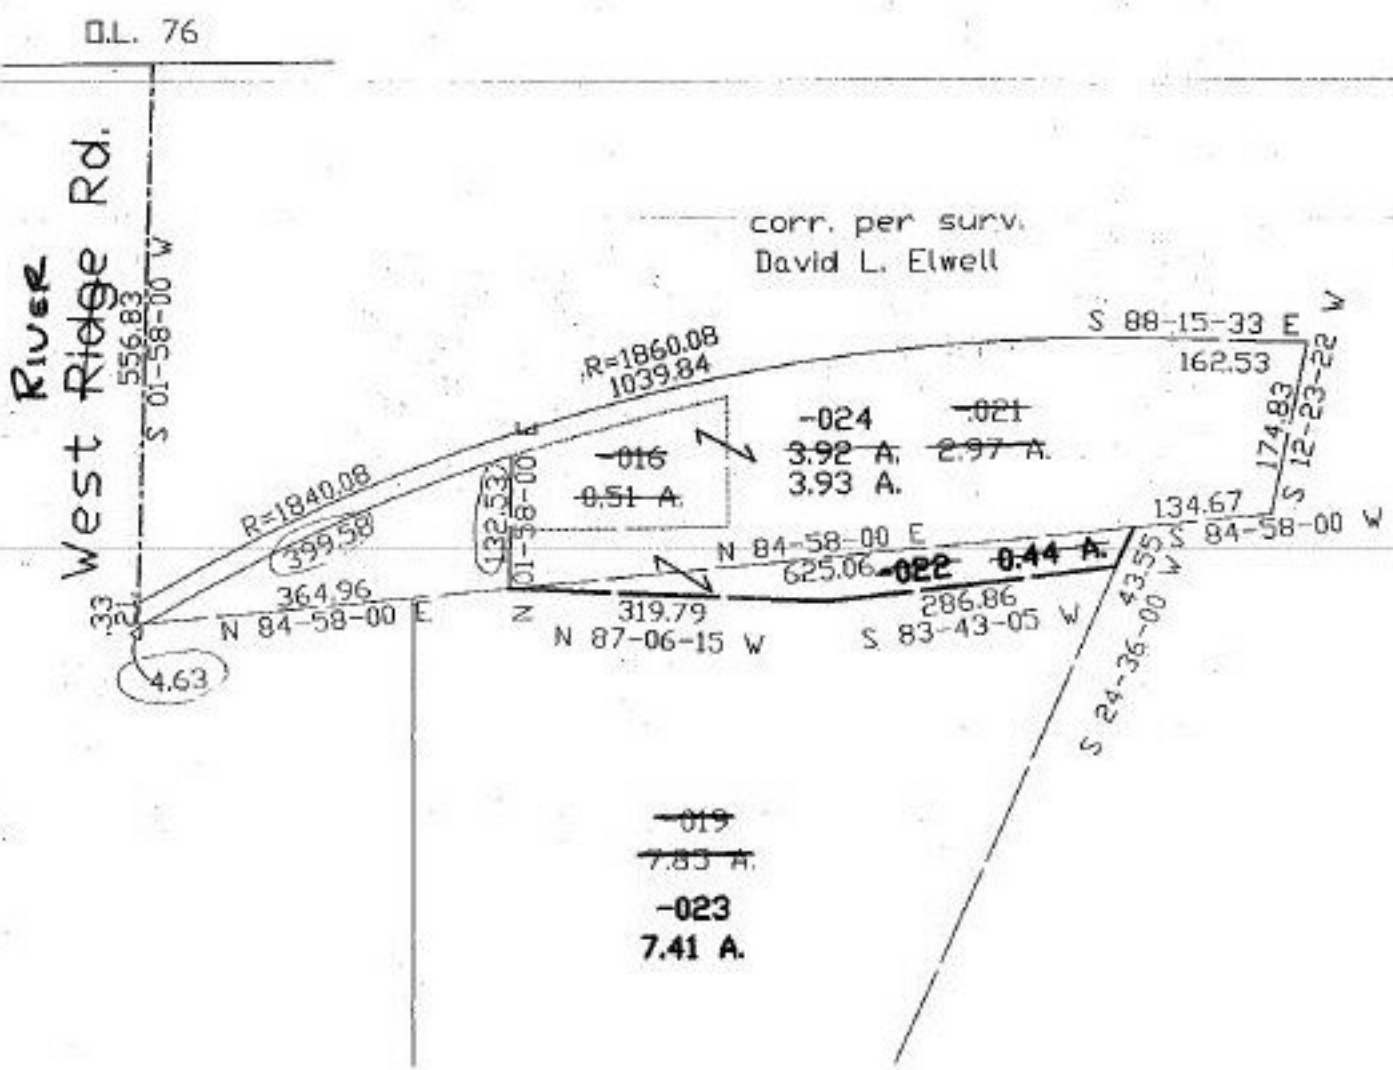 O.L. 76
RIVER
West Ridge Rd.
556.83
S 01-58-00 W
corr. per surv.
David L. Elwell
S 88-15-33 E
162.53
R=1860.08
1039.84
174.83
S 12-23-22 W
-024
3.92 A.
3.93 A.
-021
2.97 A.
-016
0.51 A.
R=1840.08
399.58
132.53
N 01-58-00 E
134.67
S 84-58-00 W
N 84-58-00 E
625.06
-022
0.44 A.
43.55
S 24-36-00 W
364.96
N 84-58-00 E
319.79
N 87-06-15 W
286.86
S 83-43-05 W
4.63
-019
7.85 A.
-023
7.41 A.